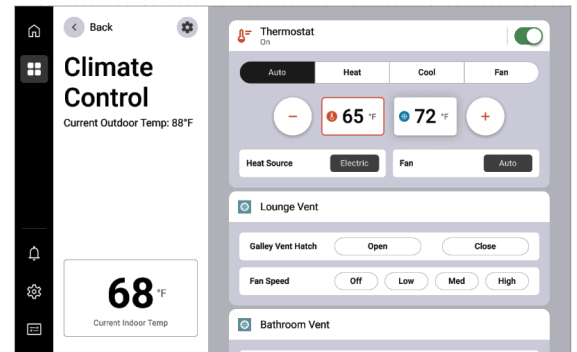 Back
Climate
Control
Current Outdoor Temp: 88°F
68 °F
Current Indoor Temp
Thermostat
On
Auto Heat Cool Fan
− 65 °F 72 °F +
Heat Source Electric Fan Auto
Lounge Vent
Galley Vent Hatch Open Close
Fan Speed Off Low Med High
Bathroom Vent